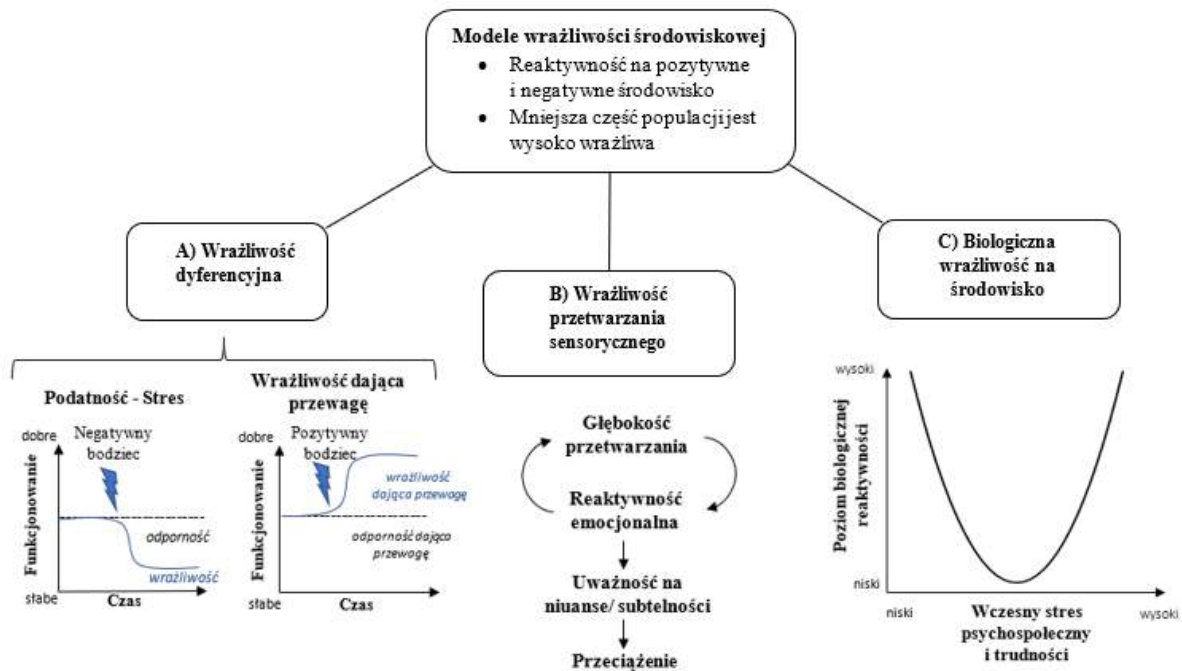 Modele wrażliwości środowiskowej
• Reaktywność na pozytywne
i negatywne środowisko
• Mniejsza część populacji jest
wysoko wrażliwa
A) Wrażliwość
dyferencyjna
B) Wrażliwość
przetwarzania
sensorycznego
C) Biologiczna
wrażliwość na
środowisko
Podatność - Stres
dobre
Negatywny
bodziec
Funkcjonowanie
odporność
wrażliwość
słabe
Czas
Wrażliwość dająca
przewagę
dobre
Pozytywny
bodziec
Funkcjonowanie
wrażliwość
dająca przewagę
odporność dająca
przewagę
słabe
Czas
Głębokość
przetwarzania
Reaktywność
emocjonalna
Uważność na
niuanse/ subtelności
Przeciążenie
wysoki
Poziom biologicznej
reaktywności
niski
niski
Wczesny stres
psychospołeczny
i trudności
wysoki